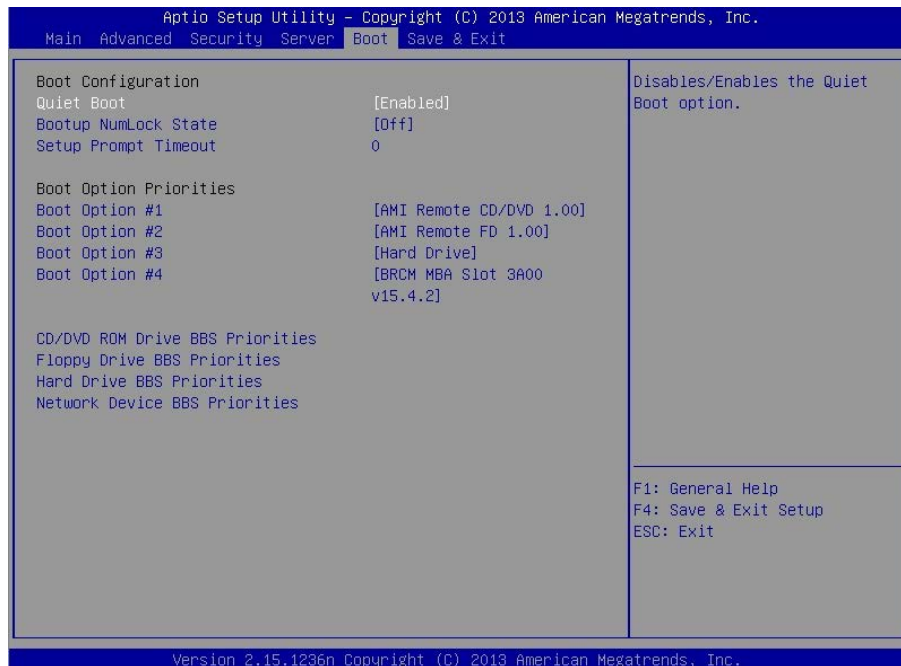 Aptio Setup Utility – Copyright (C) 2013 American Megatrends, Inc.
Main Advanced Security Server Boot Save & Exit
Boot Configuration
Quiet Boot [Enabled]
Bootup NumLock State [Off]
Setup Prompt Timeout 0
Boot Option Priorities
Boot Option #1 [AMI Remote CD/DVD 1.00]
Boot Option #2 [AMI Remote FD 1.00]
Boot Option #3 [Hard Drive]
Boot Option #4 [BRCM MBA Slot 3A00
v15.4.2]
CD/DVD ROM Drive BBS Priorities
Floppy Drive BBS Priorities
Hard Drive BBS Priorities
Network Device BBS Priorities
Disables/Enables the Quiet
Boot option.
F1: General Help
F4: Save & Exit Setup
ESC: Exit
Version 2.15.1236n Copyright (C) 2013 American Megatrends, Inc.